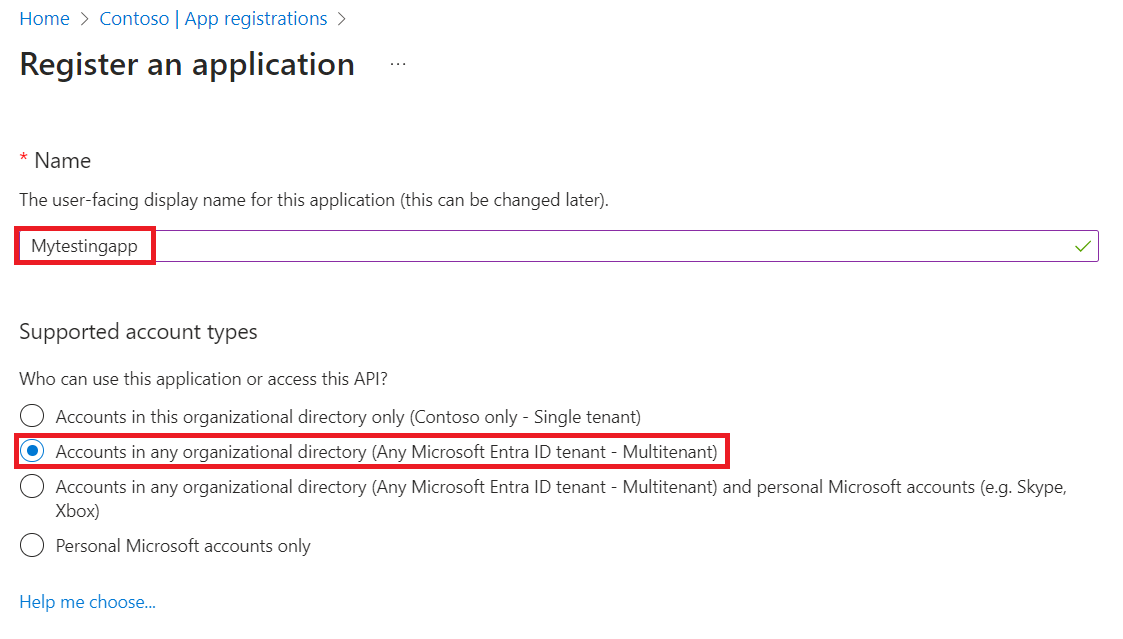 Home > Contoso | App registrations >
Register an application ...
* Name
The user-facing display name for this application (this can be changed later).
Mytestingapp
Supported account types
Who can use this application or access this API?
Accounts in this organizational directory only (Contoso only - Single tenant)
Accounts in any organizational directory (Any Microsoft Entra ID tenant - Multitenant)
Accounts in any organizational directory (Any Microsoft Entra ID tenant - Multitenant) and personal Microsoft accounts (e.g. Skype,
Xbox)
Personal Microsoft accounts only
Help me choose...